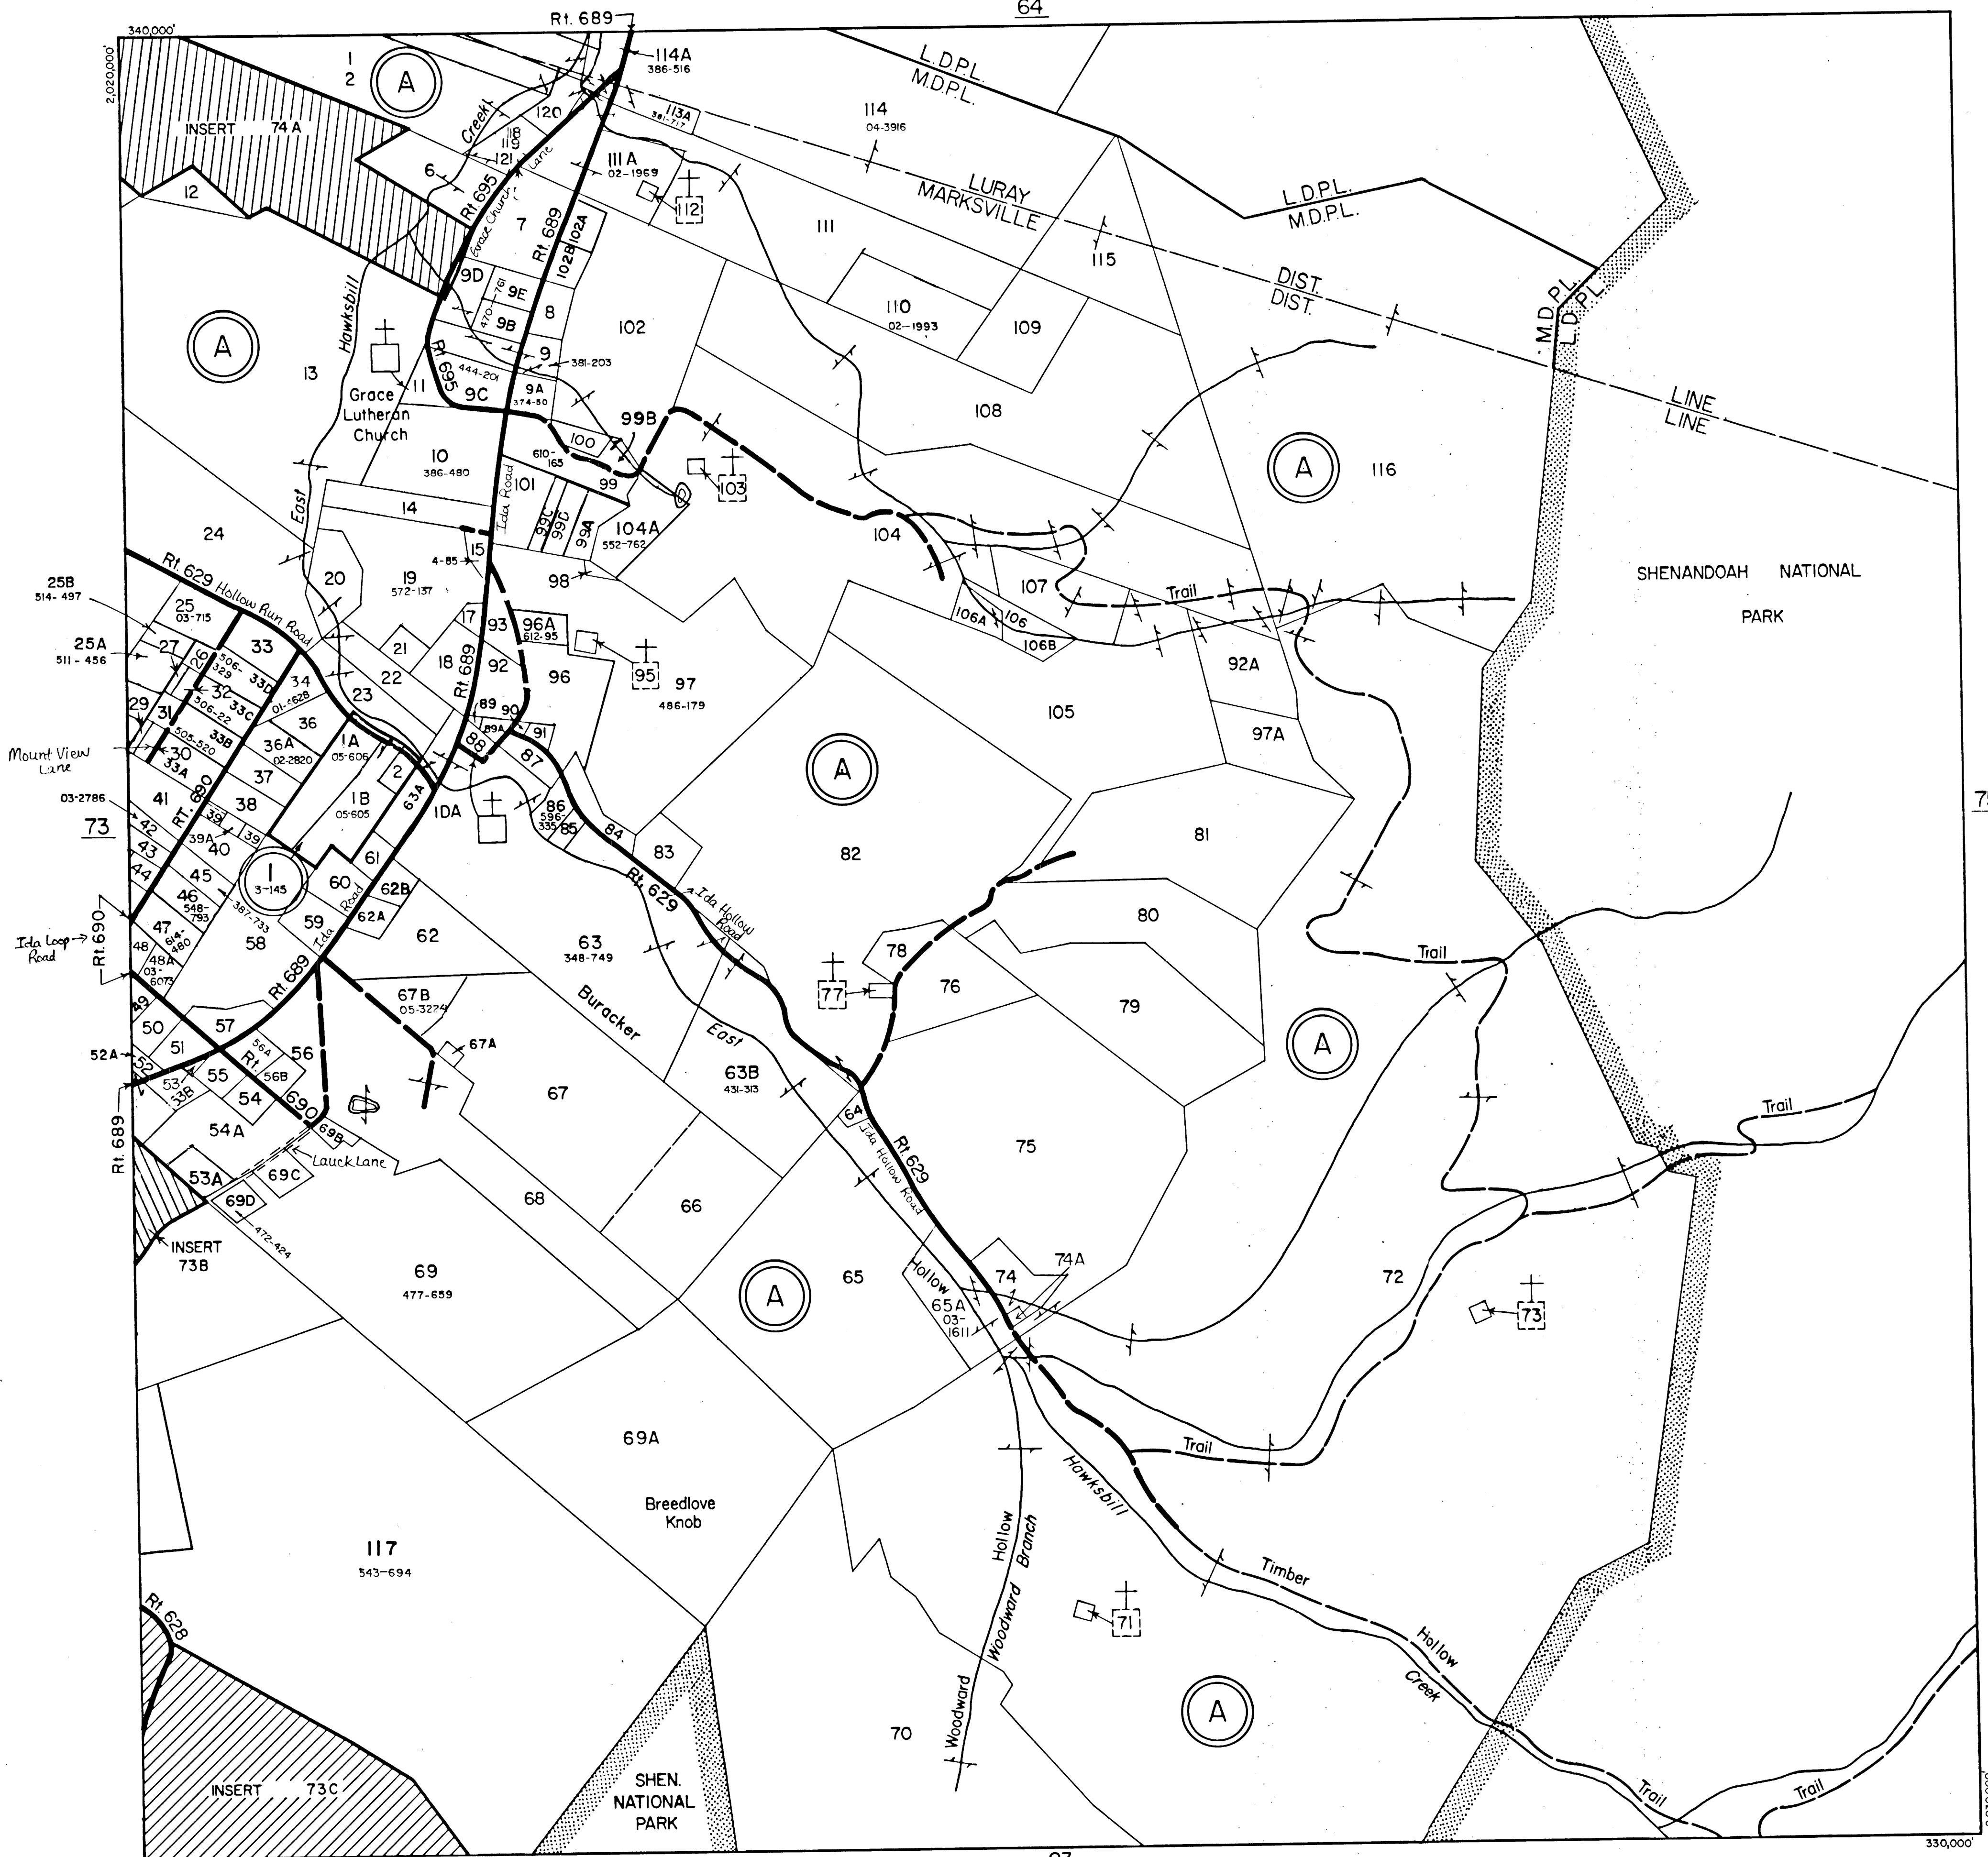 64
Rt. 689
340,000'
2,020,000'
1
2
A
INSERT 74A
12
6
Creek
120
118
119
121
Lane
Grace Church
Rt. 695
7
114A
386-516
113A
381-717
111A
02-1969
112
114
04-3916
L.D.P.L.
M.D.P.L.
LURAY
MARKSVILLE
L.D.P.L.
M.D.P.L.
DIST.
DIST.
M.D.P.L.
L.D.P.L.
LINE
LINE
111
115
110
02-1993
109
108
A
116
SHENANDOAH NATIONAL
PARK
A
13
Hawksbill
Rt. 689
102A
102B
9D
9E
470-761
9B
8
9
381-203
102
11
Rt. 695
444-201
9C
9A
374-50
Grace
Lutheran
Church
10
386-480
99B
100
610-
165
99
101
Ida Road
99C
99D
99A
104A
552-762
103
104
East
14
15
4-85
98
24
20
19
572-137
107
Trail
106A
106
106B
Rt. 629 Hollow Run Road
25B
514-497
25
03-715
25A
511-456
27
26
33
506-
329
33D
32
506-22
33C
29
31
505-520
33B
30
33A
34
01-6628
36
36A
02-2820
37
38
39
39A
39
40
Mount View
Lane
Rt. 690
41
03-2786
42
43
44
73
45
46
548-
793
387-733
47
614-
480
48
48A
03-
6073
49
Ida Loop
Road
Rt. 690
58
21
22
23
17
18
93
92
96A
612-95
96
95
97
486-179
Rt. 689
89
89A
90
91
88
87
1A
05-606
1B
05-605
2
63A
IDA
1
3-145
61
60
59
62B
62A
62
Ida Road
86
596-
335
85
84
83
Rt. 629
Ida Hollow
Road
A
82
105
92A
97A
81
80
78
77
76
79
A
Trail
Trail
63
348-749
Buracker
East
63B
431-313
64
Ida Hollow Road
Rt. 629
75
Rt. 689
50
51
57
52A
52
53
53B
55
56A
56
56B
54
Rt. 690
54A
Rt. 689
67B
05-3224
67A
67
69B
Lauck Lane
69C
53A
69D
472-424
INSERT
73B
68
66
69
477-659
A
65
Hollow
65A
03-
1611
74
74A
72
73
69A
Breedlove
Knob
117
543-694
Trail
Hawksbill
Hollow
Woodward Branch
Woodward
71
Timber
Hollow
Creek
Trail
Trail
A
70
Rt. 628
INSERT 73C
SHEN.
NATIONAL
PARK
330,000'